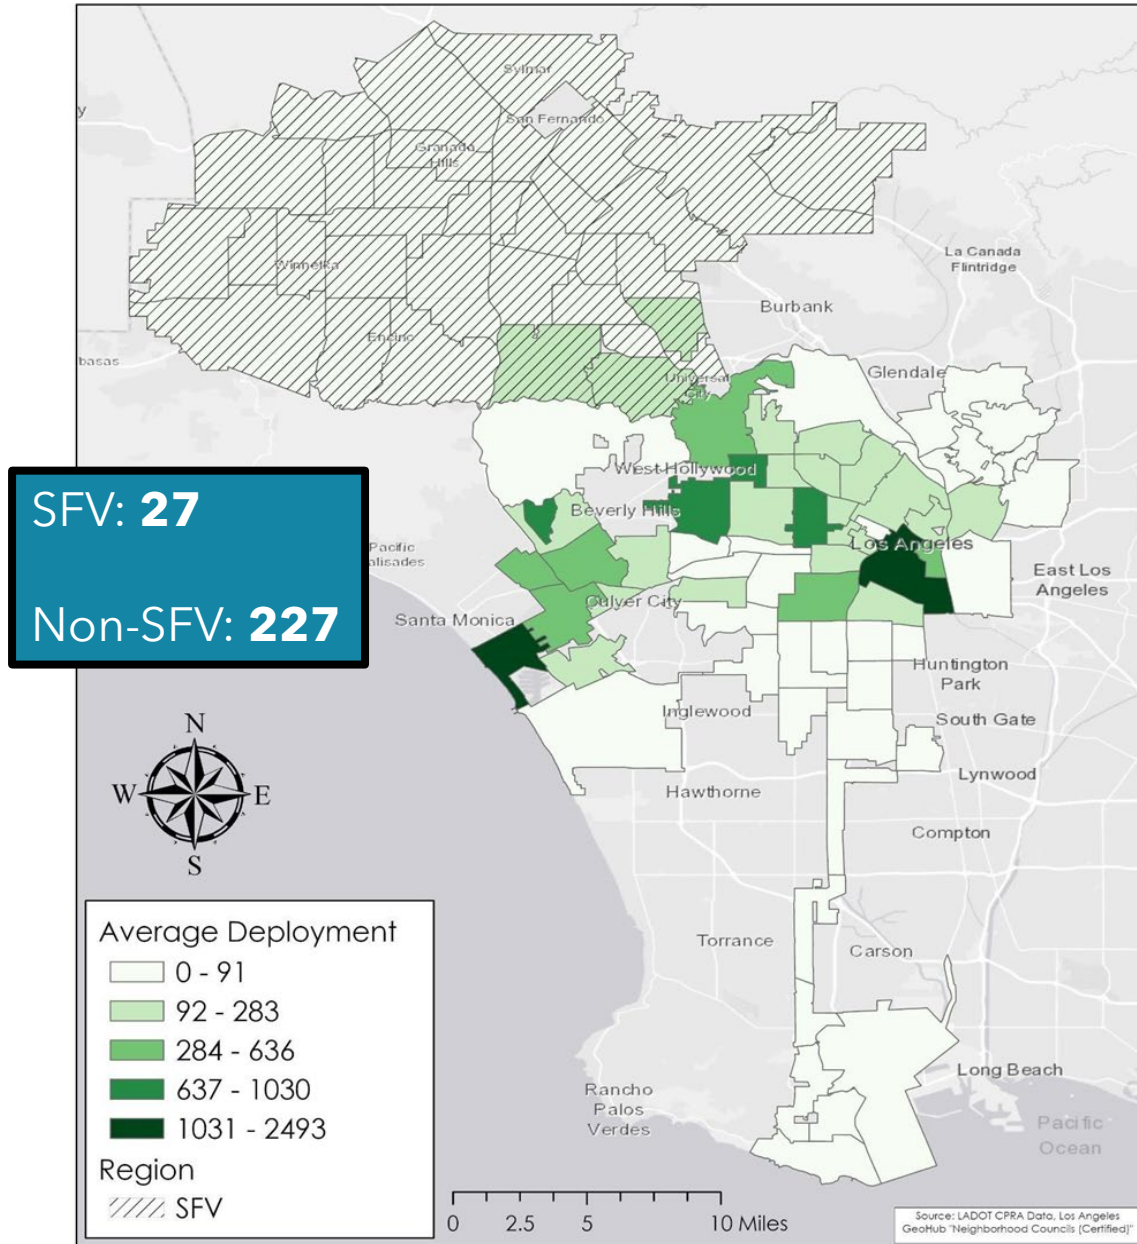 Sylmar
y
San Fernando
Granada
Hills
La Canada
Flintridge
Winnetka
Burbank
Encino
basas
Glendale
Universal
City
West Hollywood
SFV: 27
Non-SFV: 227
Beverly Hills
Los Angeles
Pacific
alisades
East Los
Angeles
Culver City
Santa Monica
Huntington
Park
Inglewood
South Gate
N
W
E
S
Lynwood
Hawthorne
Compton
Average Deployment
0 - 91
92 - 283
284 - 636
637 - 1030
1031 - 2493
Region
SFV
Torrance
Carson
Long Beach
Rancho
Palos
Verdes
Pacific
Ocean
0 2.5 5 10 Miles
Source: LADOT CPRA Data, Los Angeles
GeoHub "Neighborhood Councils (Certified)"